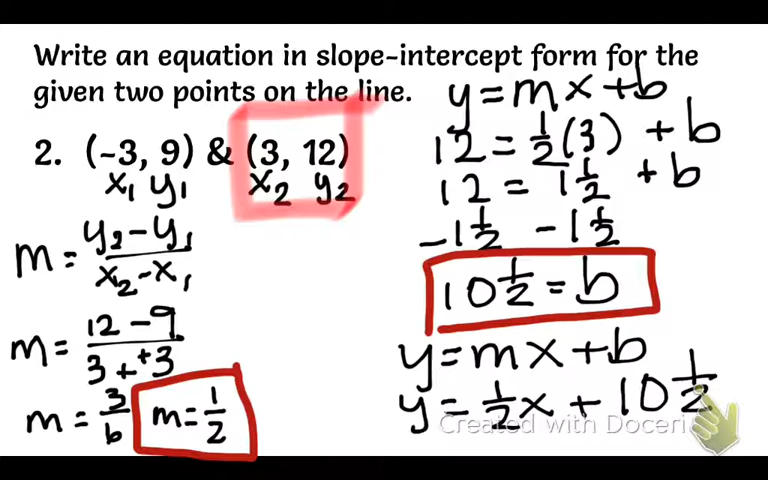 Write an equation in slope-intercept form for the
given two points on the line.
2. (-3, 9) & (3, 12)
x₁ y₁ x₂ y₂
m = y₂-y₁ / x₂-x₁
m = 12-9 / 3++3
m = 3/6
m=1/2
y=mx+b
12 = 1/2(3) + b
12 = 1 1/2 + b
-1 1/2 -1 1/2
10 1/2 = b
y=mx+b
y=1/2x + 10 1/2
Created with Doceri